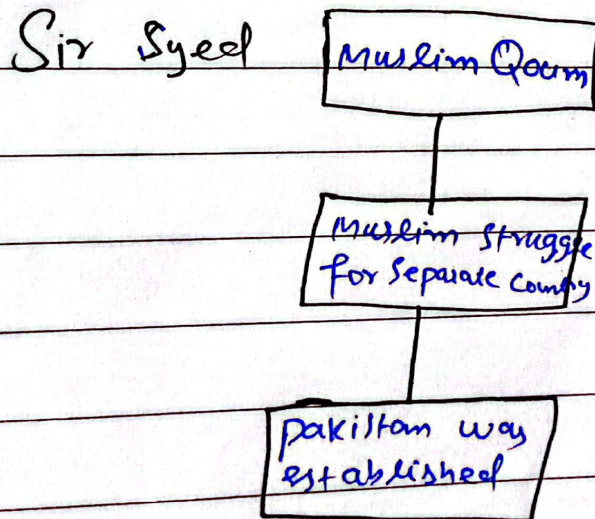 Sir Syed
Muslim Qoum
Muslim Struggle
for Separate Country
Pakistan was
established